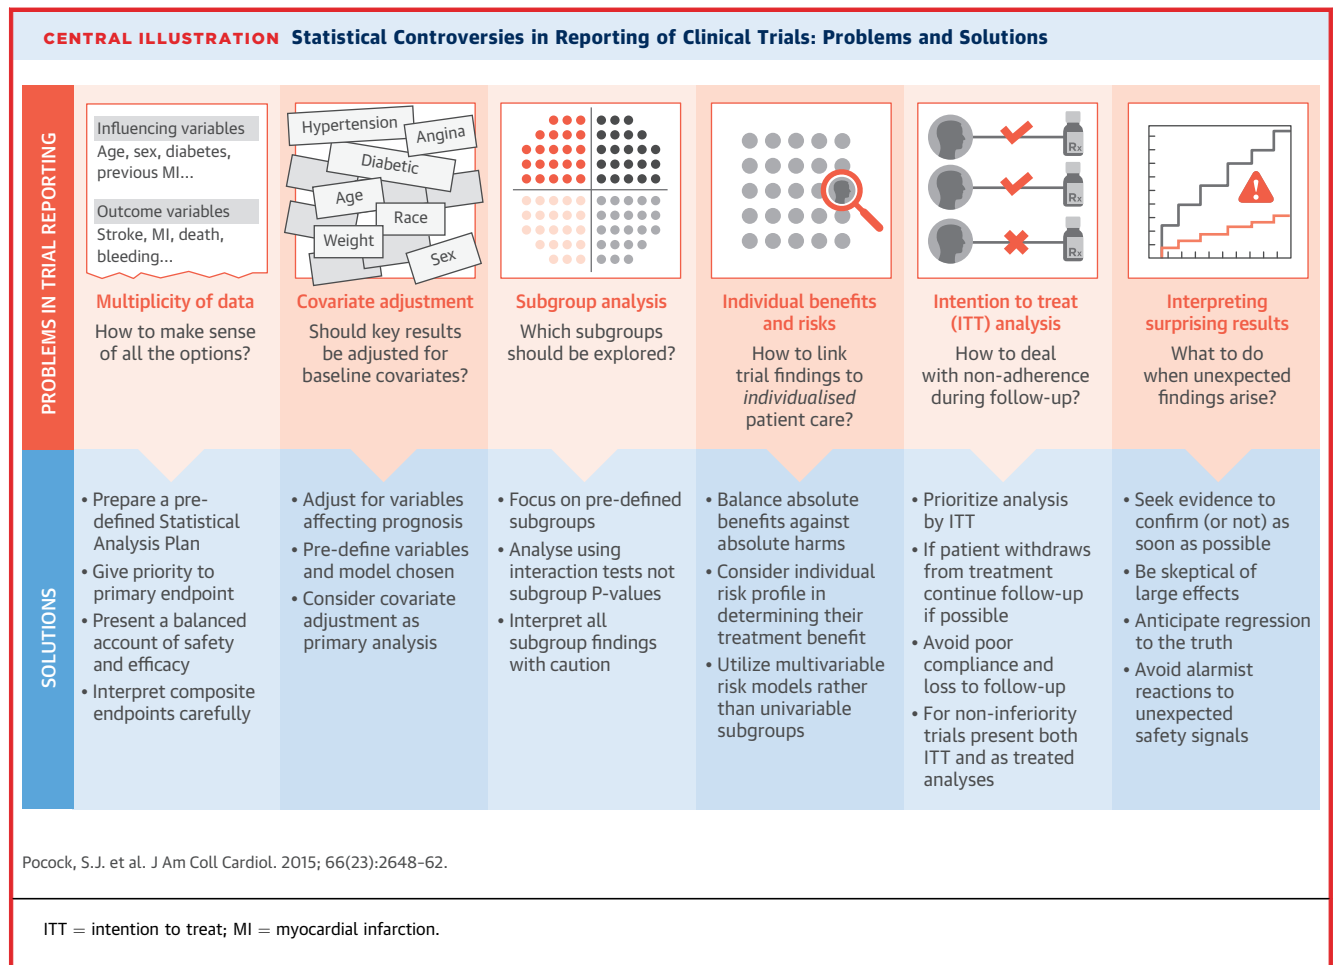 CENTRAL ILLUSTRATION Statistical Controversies in Reporting of Clinical Trials: Problems and Solutions
PROBLEMS IN TRIAL REPORTING
Influencing variables
Age, sex, diabetes,
previous MI...
Outcome variables
Stroke, MI, death,
bleeding...
Multiplicity of data
How to make sense
of all the options?
Hypertension
Angina
Diabetic
Age
Race
Weight
Sex
Covariate adjustment
Should key results
be adjusted for
baseline covariates?
Subgroup analysis
Which subgroups
should be explored?
Individual benefits
and risks
How to link
trial findings to
individualised
patient care?
Rx
Rx
Rx
Intention to treat
(ITT) analysis
How to deal
with non-adherence
during follow-up?
Interpreting
surprising results
What to do
when unexpected
findings arise?
SOLUTIONS
• Prepare a pre-
defined Statistical
Analysis Plan
• Give priority to
primary endpoint
• Present a balanced
account of safety
and efficacy
• Interpret composite
endpoints carefully
• Adjust for variables
affecting prognosis
• Pre-define variables
and model chosen
• Consider covariate
adjustment as
primary analysis
• Focus on pre-defined
subgroups
• Analyse using
interaction tests not
subgroup P-values
• Interpret all
subgroup findings
with caution
• Balance absolute
benefits against
absolute harms
• Consider individual
risk profile in
determining their
treatment benefit
• Utilize multivariable
risk models rather
than univariable
subgroups
• Prioritize analysis
by ITT
• If patient withdraws
from treatment
continue follow-up
if possible
• Avoid poor
compliance and
loss to follow-up
• For non-inferiority
trials present both
ITT and as treated
analyses
• Seek evidence to
confirm (or not) as
soon as possible
• Be skeptical of
large effects
• Anticipate regression
to the truth
• Avoid alarmist
reactions to
unexpected
safety signals
Pocock, S.J. et al. J Am Coll Cardiol. 2015; 66(23):2648–62.
ITT = intention to treat; MI = myocardial infarction.